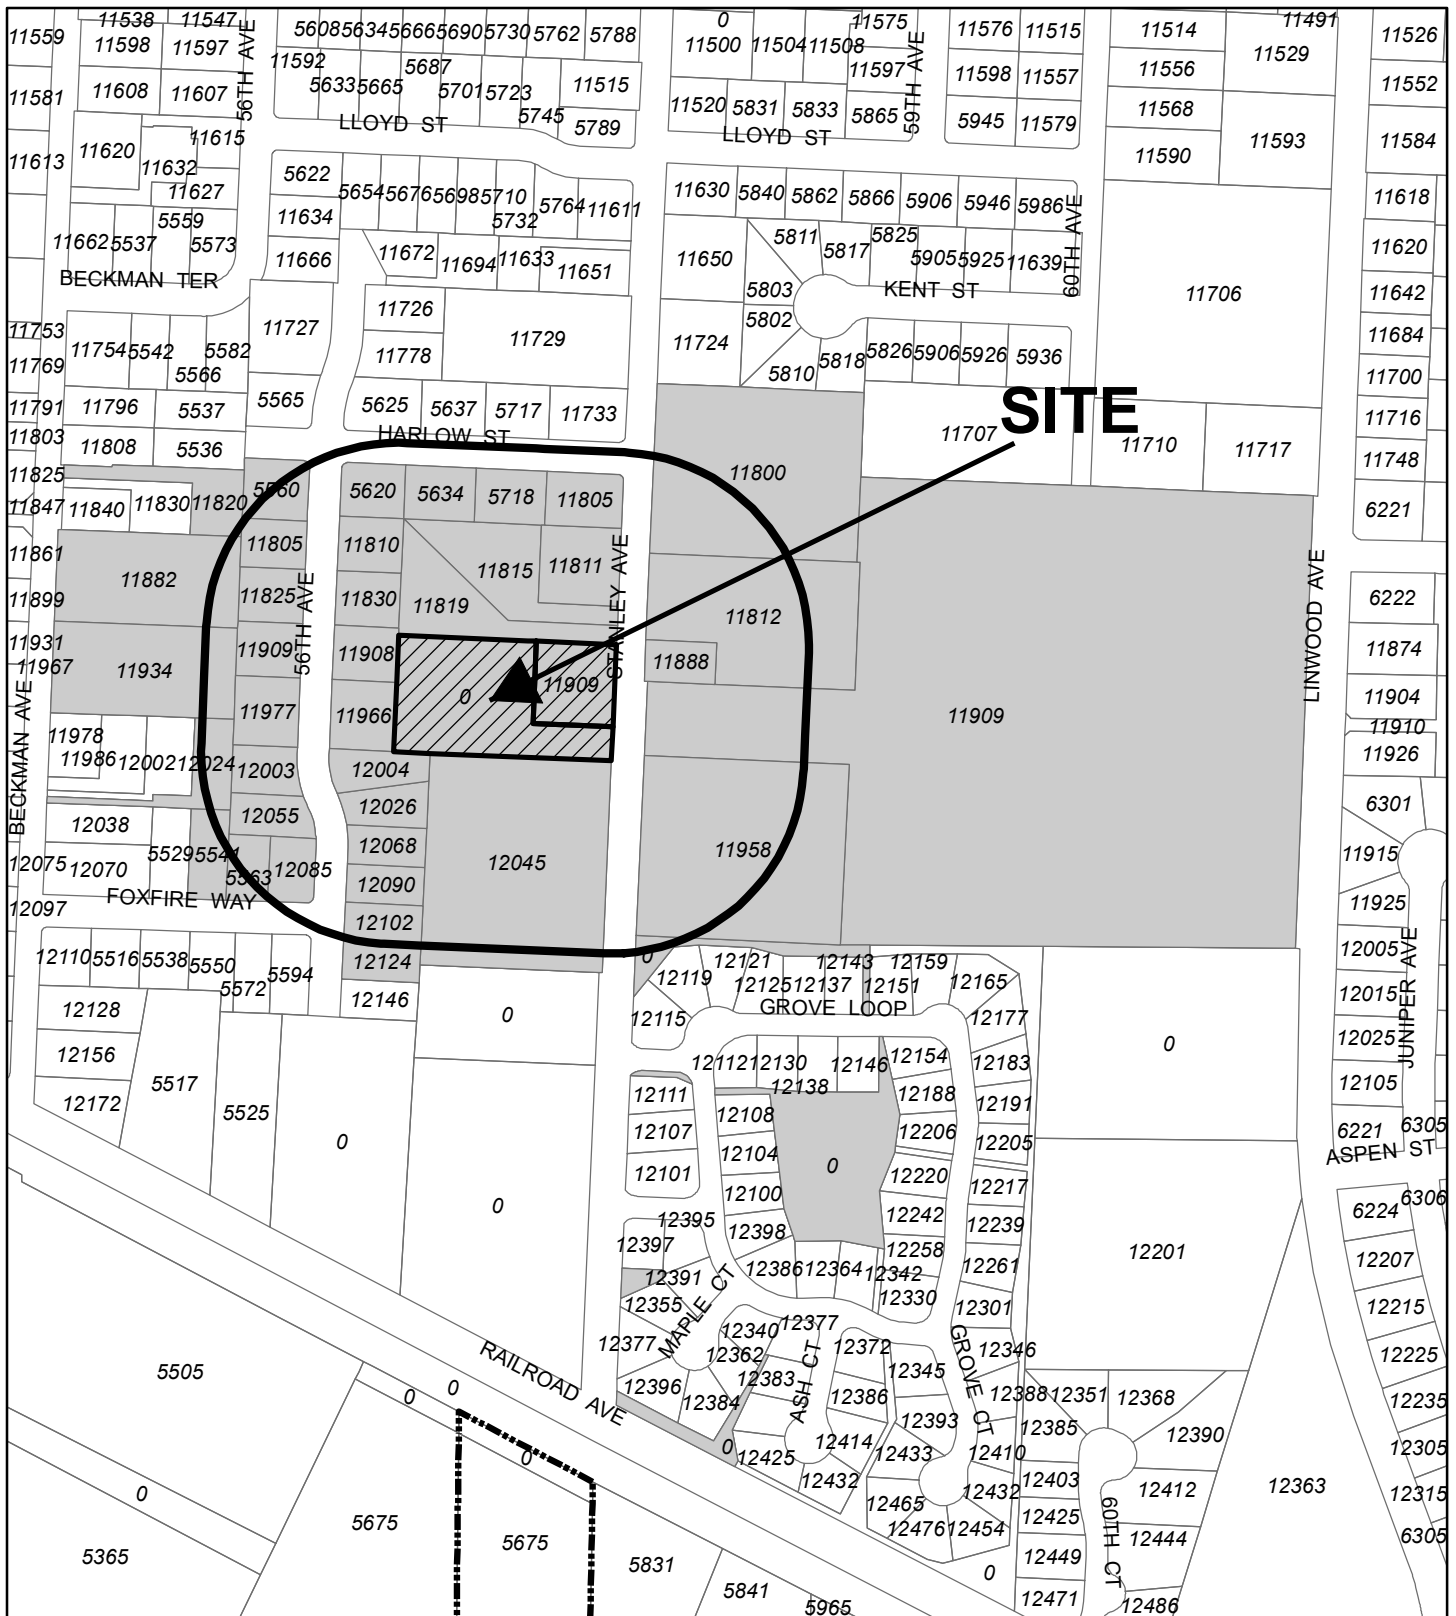 11538 11547 56085634566656905730 5762 5788 0 11575 11576 11515 11514 11491
11559 11598 11597 56TH AVE 11592 5687 11500 1150411508 11597 59TH AVE 11529 11526
11581 11608 11607 56335665 57015723 11515 11598 11557 11556 11552
11615 LLOYD ST 5745 5789 11520 5831 5833 5865 5945 11579 11568
11613 11620 11632 LLOYD ST 11590 11593 11584
11627 5622 5654567656985710 5764 11611 11630 5840 5862 5866 5906 5946 5986 60TH AVE 11618
11662 5537 5559 5573 11634 5732 5811 5817 5825
11666 11672 11694 11633 11651 11650 5905 5925 11639 11620
BECKMAN TER 5803 KENT ST 11706 11642
11753 11727 11726 11729 5802 11684
11769 11754 5542 5566 5582 11778 11724 5810 5818 5826 5906 5926 5936 11700
11791 11796 5537 5565 5625 5637 5717 11733 SITE 11716
11803 11808 5536 HARLOW ST 11707 11710 11717 11748
11825 5560 5620 5634 5718 11805 11800
11847 11840 11830 11820 6221
11861 11805 11810 11815 11811 STANLEY AVE LINWOOD AVE
11899 11882 11825 56TH AVE 11830 11819 11812 6222
11931 11909 11908 11888 11874
11967 11934 0 11909 11904
BECKMAN AVE 11977 11966 11909 11910
11978 11926
11986 12002 12024 12003 12004 6301
12038 12055 12026 11915
12075 12070 5529 5541 5563 12085 12068 12045 11958
12097 FOXFIRE WAY 12090 11925
12102 JUNIPER AVE 12005
12110 5516 5538 5550 5572 5594 12124 0 12119 12121 12125 12137 12143 12151 12159 12165
12128 12146 0 12115 GROVE LOOP 12177 12015
12156 12112 12130 12138 12146 12154 12183 0 12025
12172 5517 5525 12111 12188 12191 12105
0 12107 12108 12206 12205 6221 6305
12101 12104 0 12220 12217 ASPEN ST
0 12100 12242 12239 6224 6306
12397 12395 12398 12258 12261 12201 12207
12391 12386 12364 12342 12330 12301 12215
12355 MAPLE CT 12340 12377 12372 GROVE CT 12346 12225
12377 12362 12345
5505 RAILROAD AVE 12396 12383 ASH CT 12386 12388 12351 12368 12235
0 0 12384 12393 12385 12390
0 0 12425 12414 12433 12410 12305
0 12432 12403 12412 12363 12315
12465 12432 12425 60TH CT
5365 5675 5675 5831 12476 12454 12449 12444 6305
5841 5965 0 12471 12486